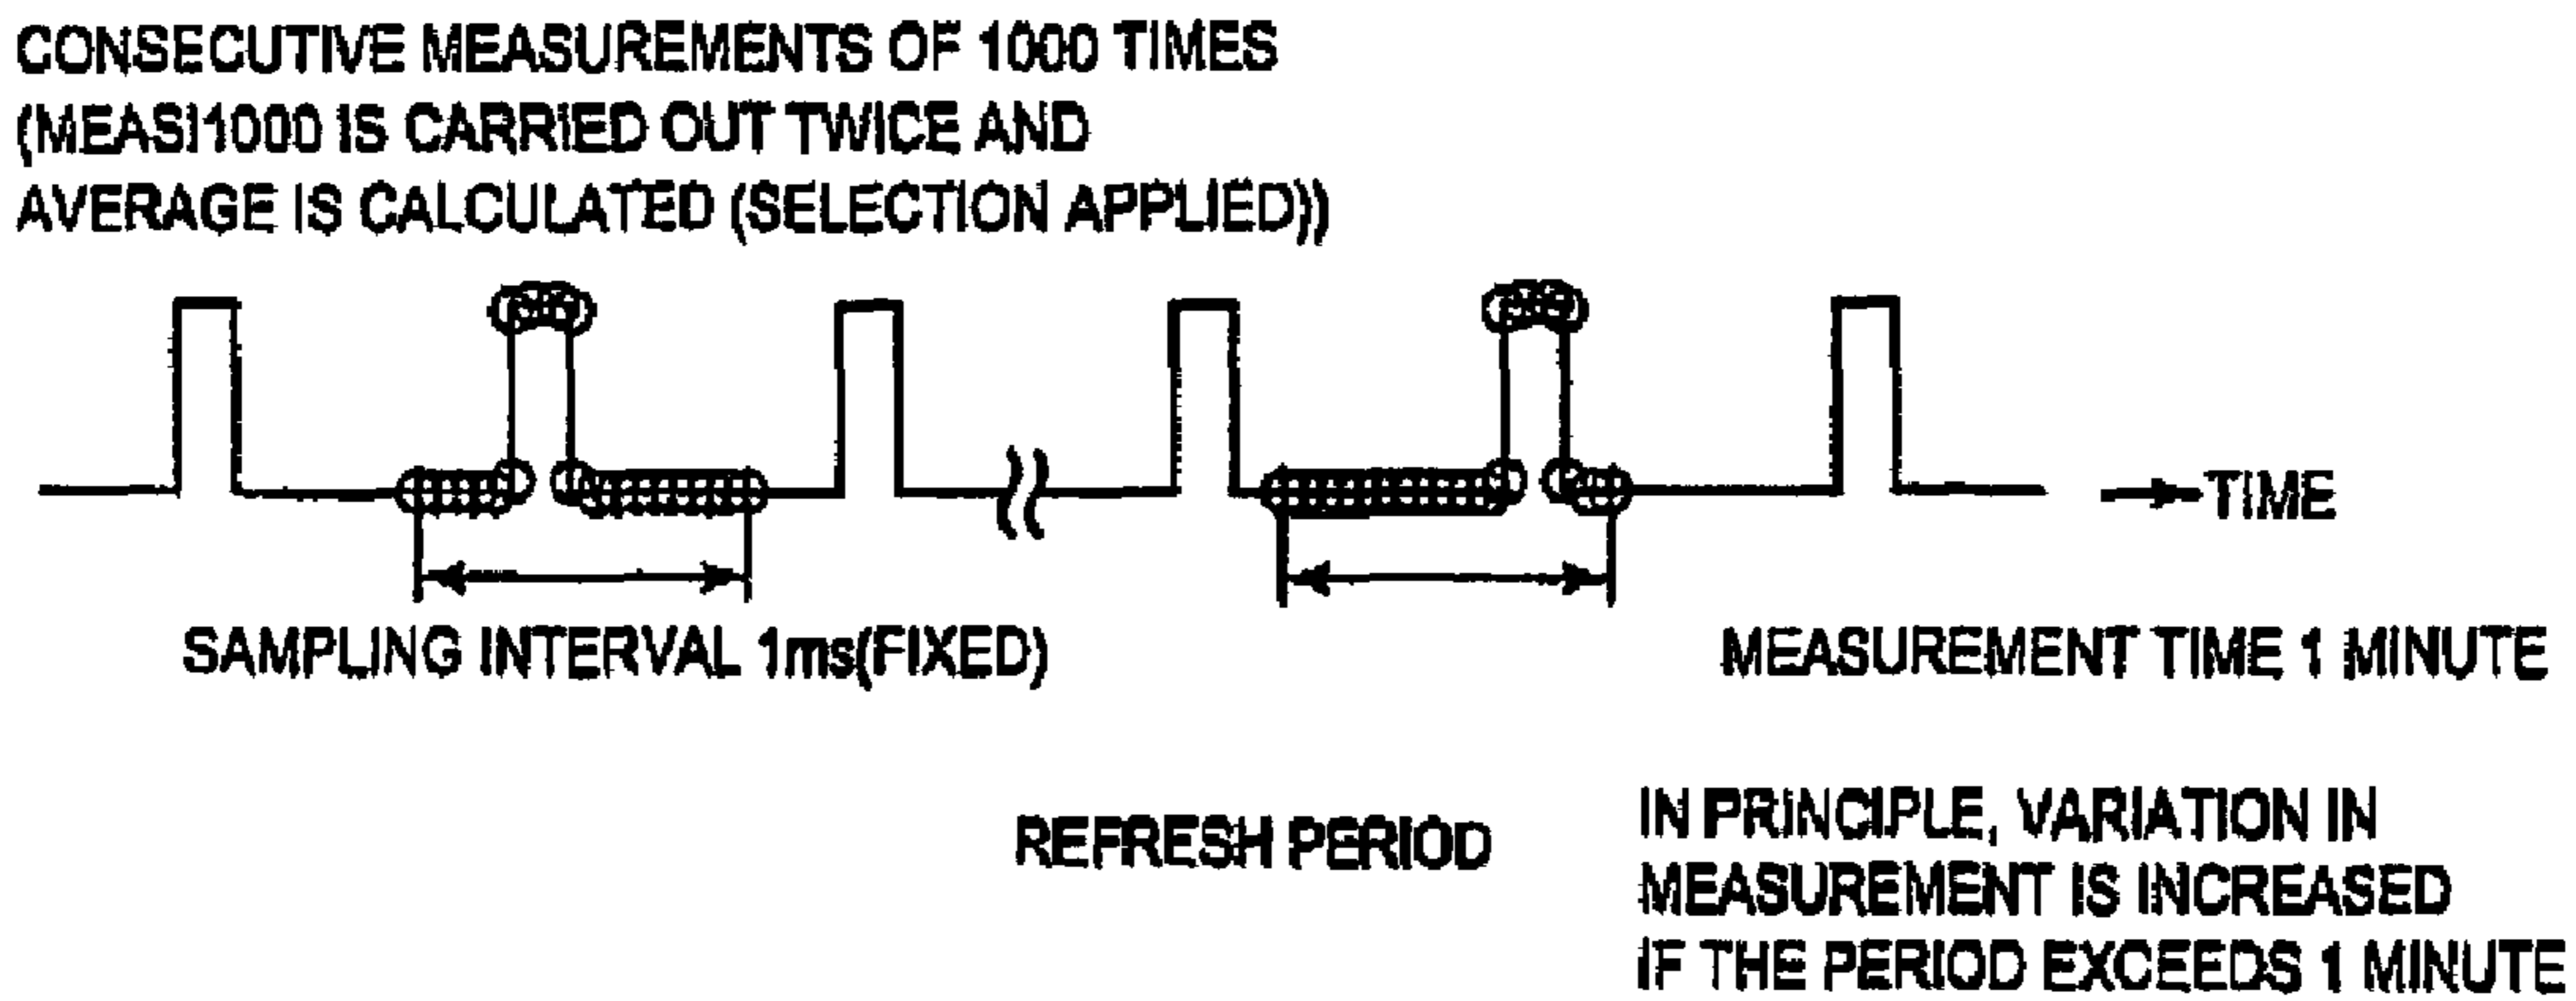 CONSECUTIVE MEASUREMENTS OF 1000 TIMES
(MEASI1000 IS CARRIED OUT TWICE AND
AVERAGE IS CALCULATED (SELECTION APPLIED))
TIME
SAMPLING INTERVAL 1ms(FIXED)
MEASUREMENT TIME 1 MINUTE
REFRESH PERIOD
IN PRINCIPLE, VARIATION IN
MEASUREMENT IS INCREASED
IF THE PERIOD EXCEEDS 1 MINUTE